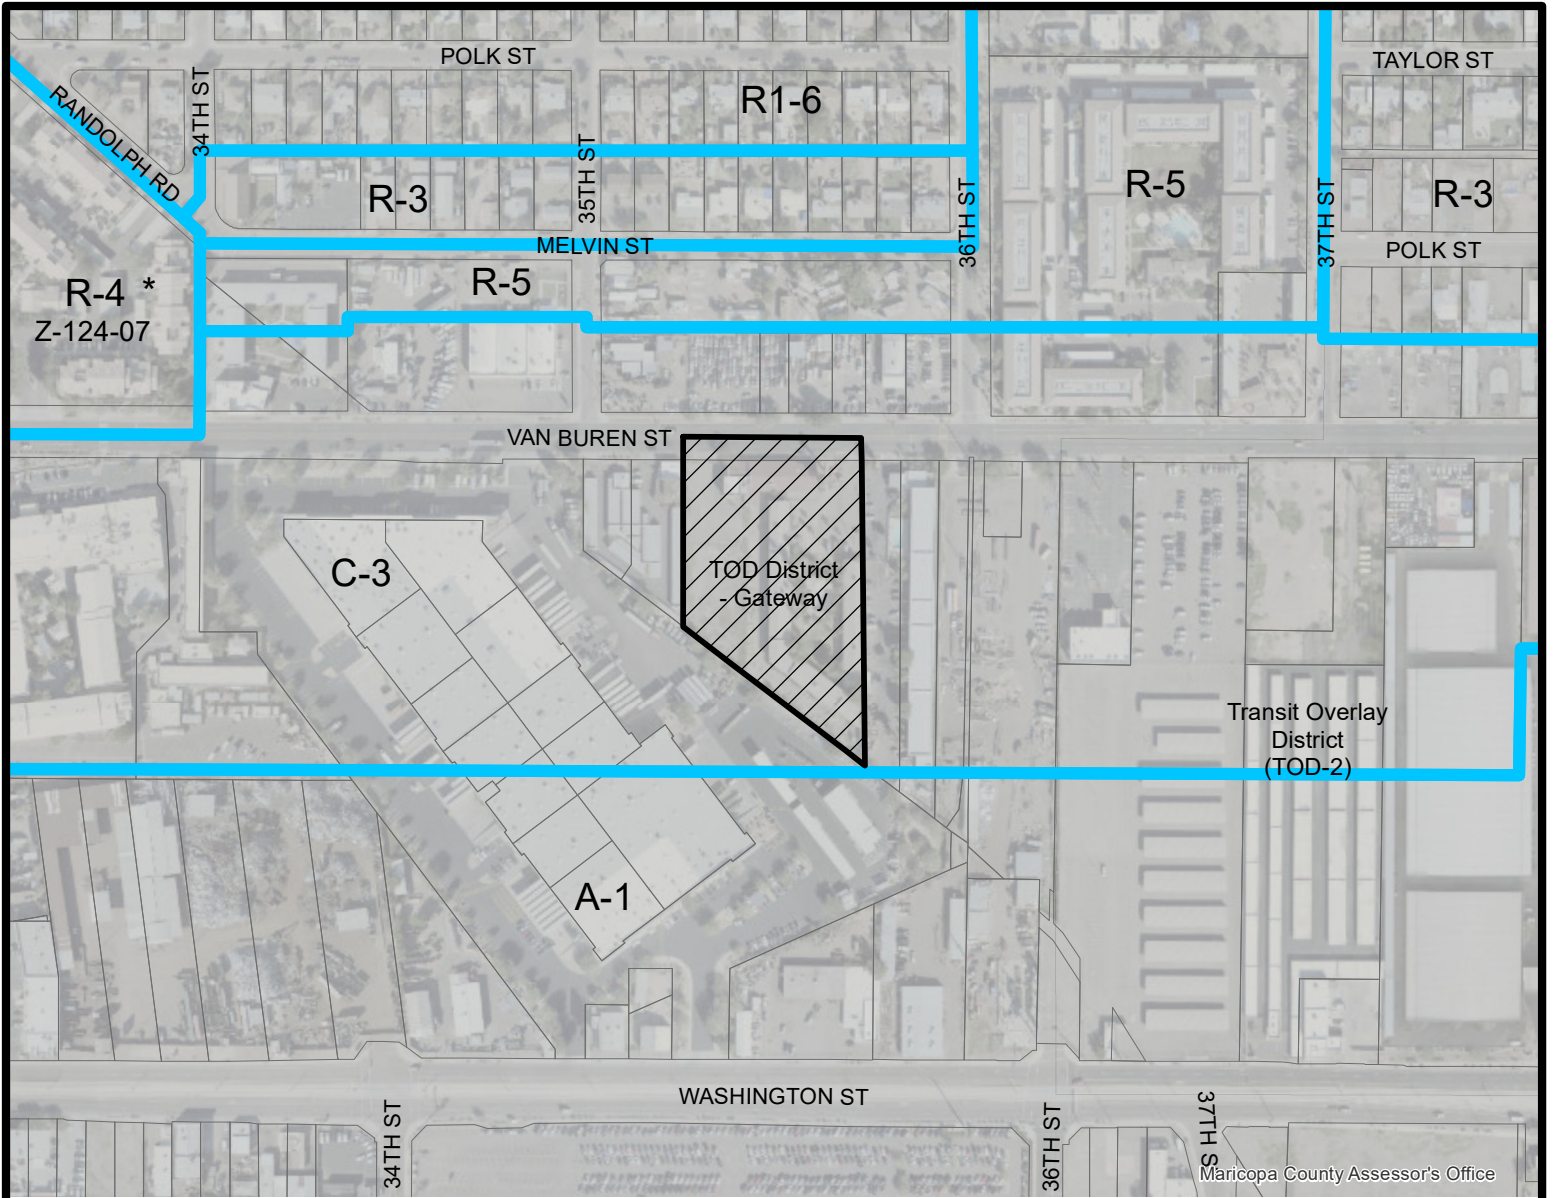 POLK ST
TAYLOR ST
RANDOLPH RD
34TH ST
R1-6
35TH ST
R-3
R-5
36TH ST
37TH ST
R-3
MELVIN ST
POLK ST
R-5
R-4 *
Z-124-07
VAN BUREN ST
C-3
TOD District
- Gateway
Transit Overlay
District
(TOD-2)
A-1
WASHINGTON ST
34TH ST
36TH ST
37TH S
Maricopa County Assessor's Office